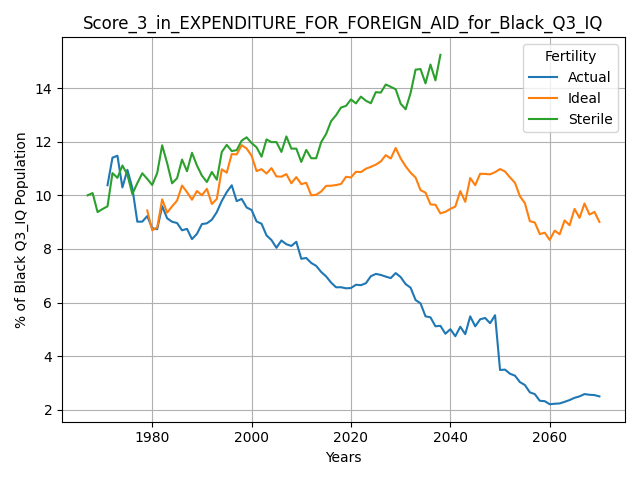 Score_3_in_EXPENDITURE_FOR_FOREIGN_AID_for_Black_Q3_IQ
Fertility
Actual
Ideal
Sterile
% of Black Q3_IQ Population
14
12
10
8
6
4
2
1980
2000
2020
2040
2060
Years